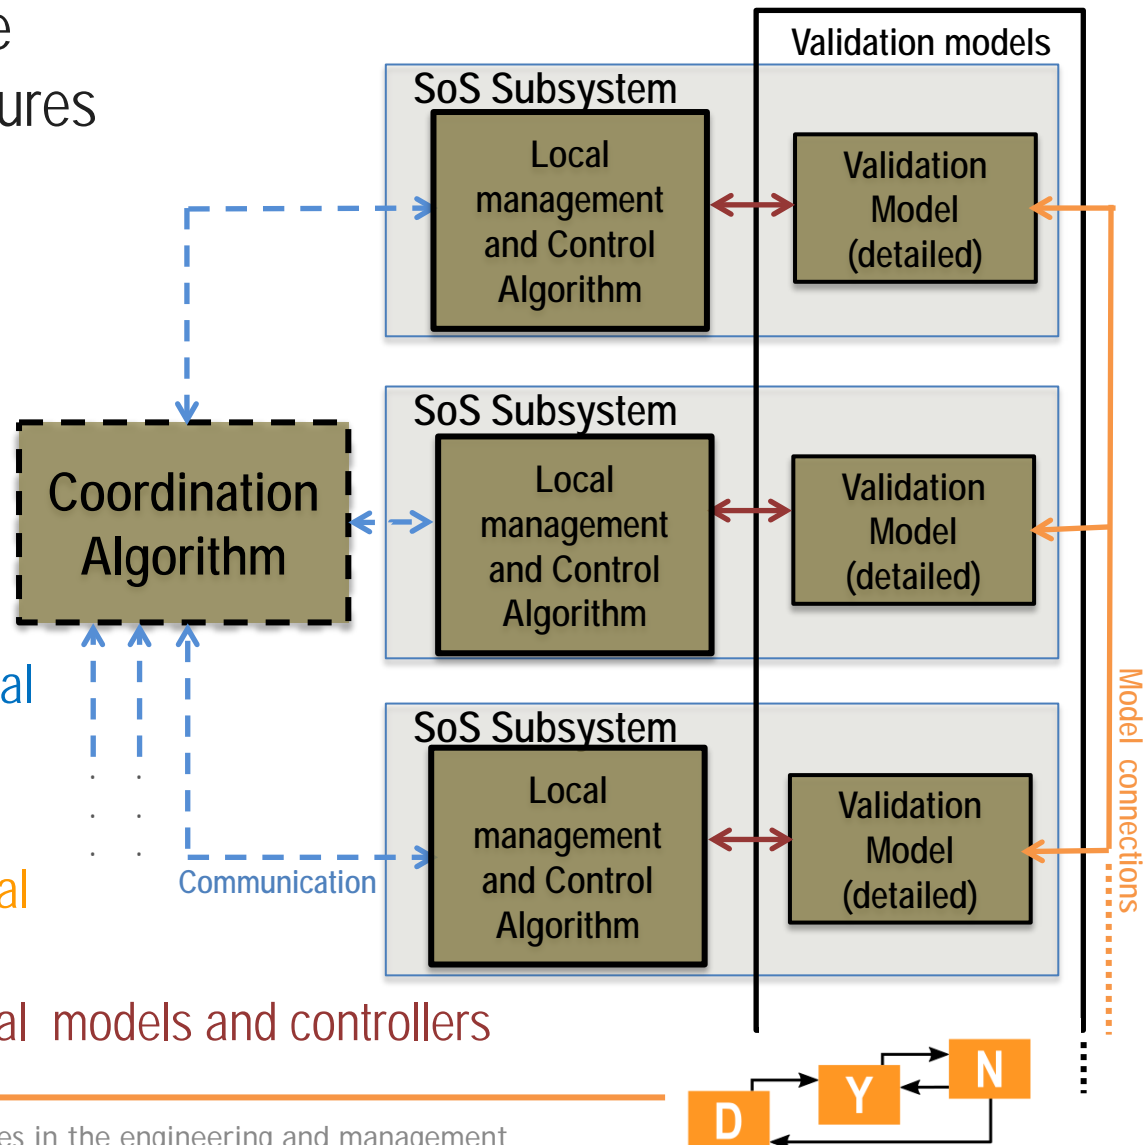 e
ures
Validation models
SoS Subsystem
Local
management
and Control
Algorithm
Validation
Model
(detailed)
SoS Subsystem
Local
management
and Control
Algorithm
Validation
Model
(detailed)
Coordination
Algorithm
SoS Subsystem
Local
management
and Control
Algorithm
Validation
Model
(detailed)
Model connections
al
Communication
al
al models and controllers
D
Y
N
es in the engineering and management